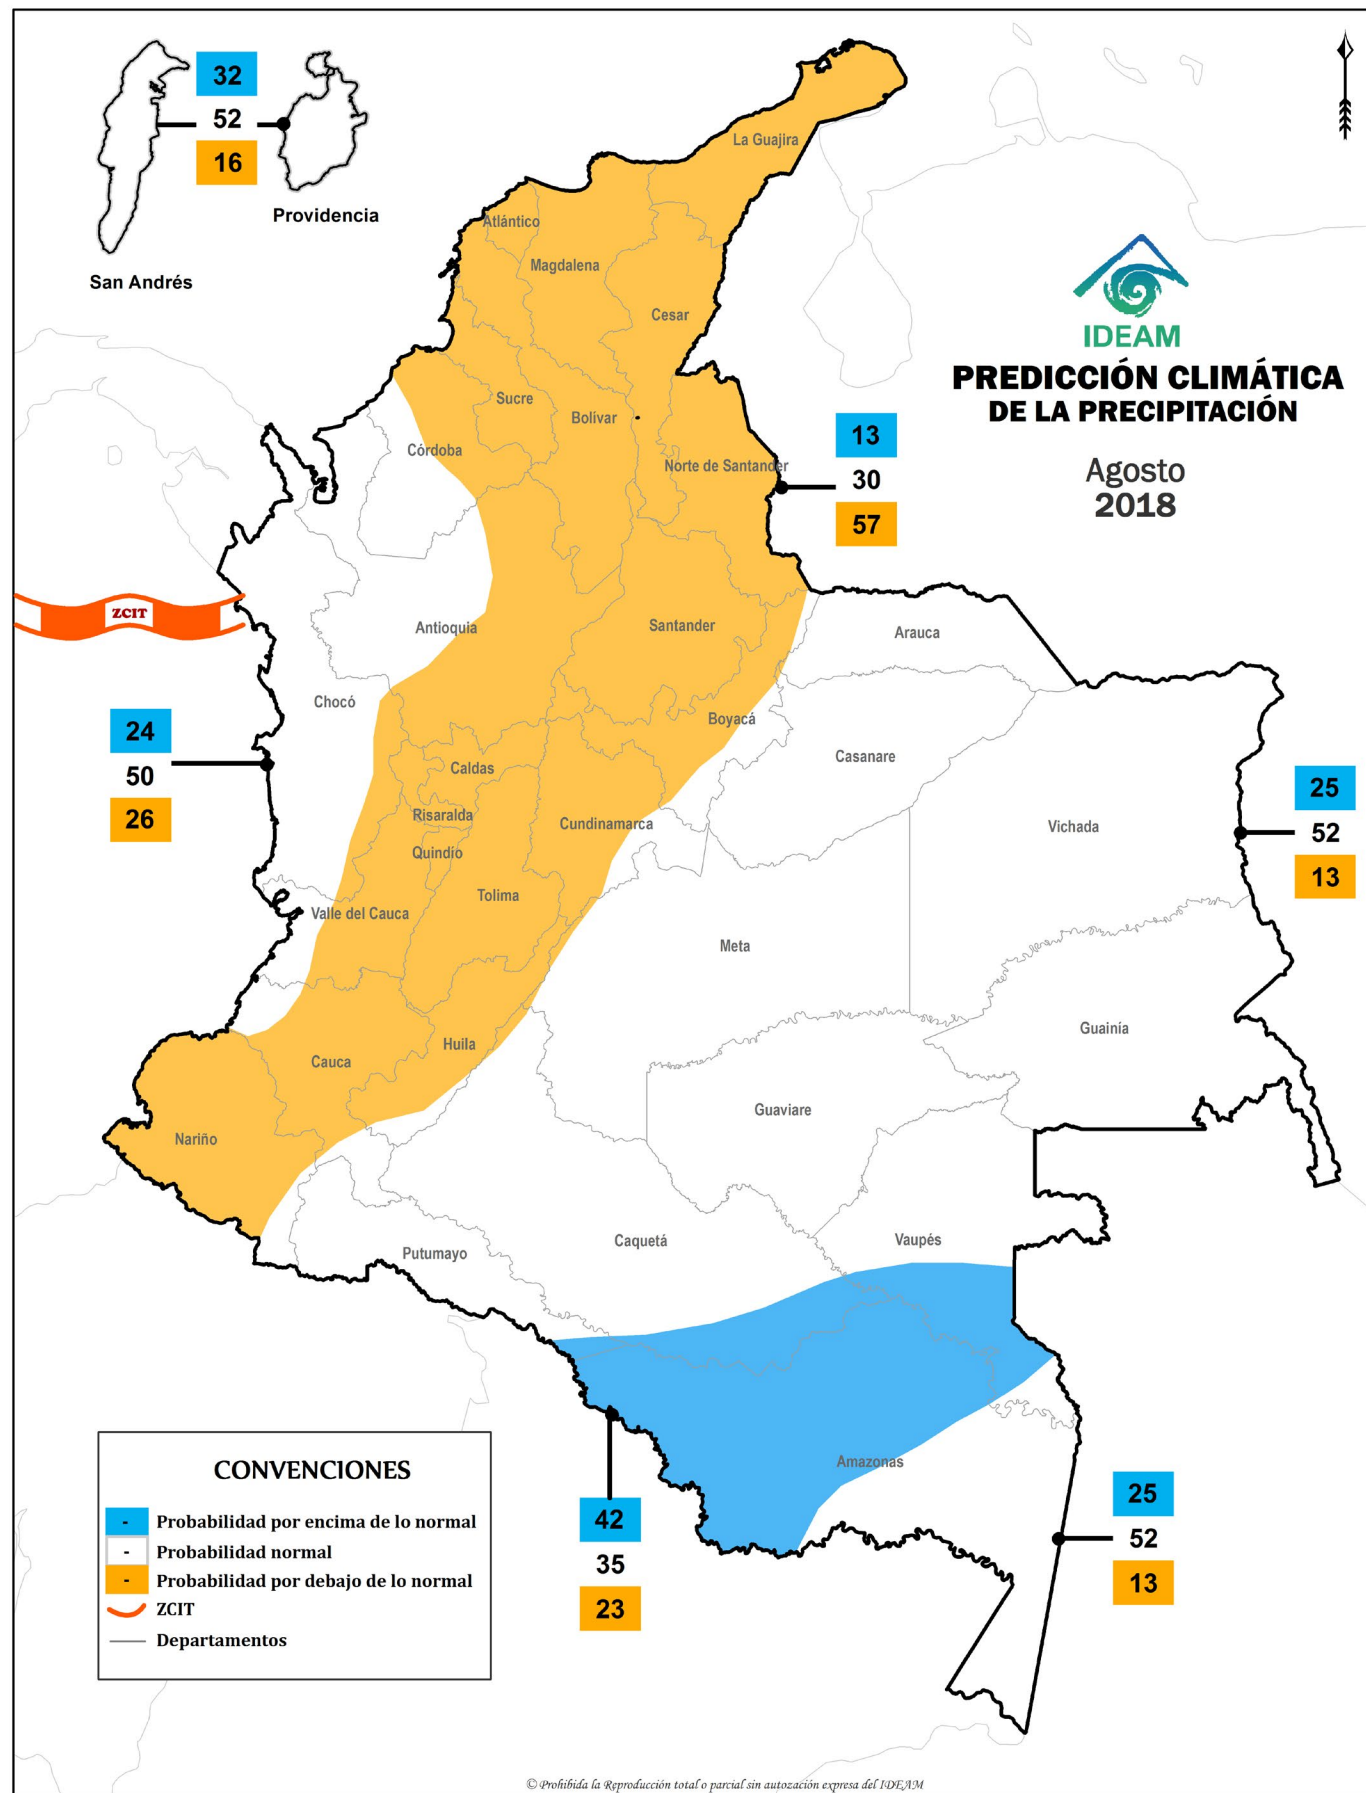 32
52
16
Providencia
San Andrés
IDEAM
PREDICCIÓN CLIMÁTICA
DE LA PRECIPITACIÓN
Agosto
2018
La Guajira
Atlántico
Magdalena
Cesar
Sucre
Bolívar
Córdoba
Norte de Santander
13
30
57
ZCIT
Antioquia
Santander
Arauca
Chocó
Boyacá
24
50
26
Caldas
Casanare
Risaralda
Cundinamarca
Vichada
25
52
13
Quindío
Tolima
Valle del Cauca
Meta
Guainía
Huila
Cauca
Guaviare
Nariño
Caquetá
Vaupés
Putumayo
Amazonas
42
35
23
25
52
13
CONVENCIONES
- Probabilidad por encima de lo normal
- Probabilidad normal
- Probabilidad por debajo de lo normal
ZCIT
Departamentos
© Prohibida la Reproducción total o parcial sin autozación expresa del IDEAM